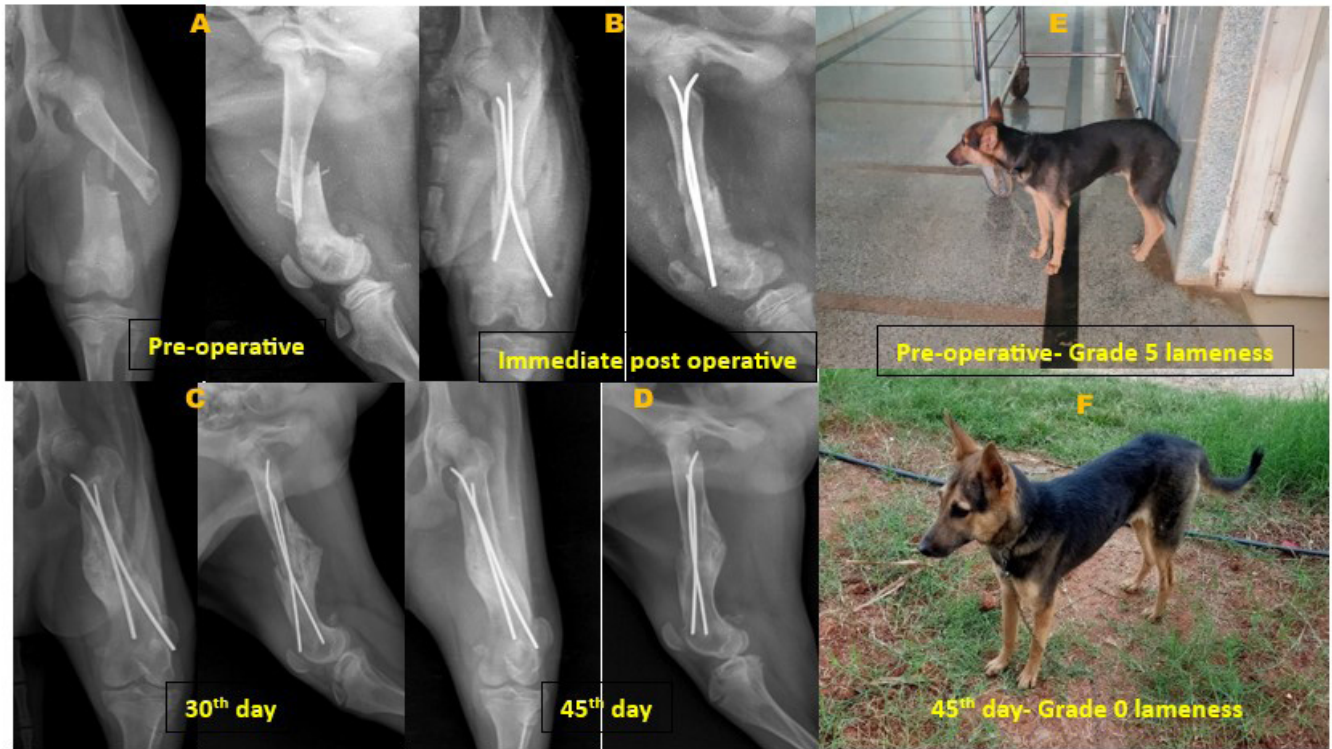 A
B
E
Pre-operative
Immediate post operative
Pre-operative- Grade 5 lameness
C
D
F
30th day
45th day
45th day- Grade 0 lameness